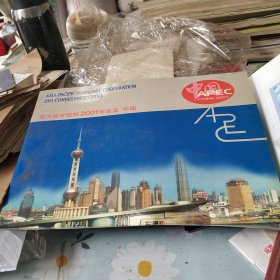 ASIA-PACIFIC ECONOMIC COOPERATION
2001 CONFERENCE CHINA
亚太经合组织2001年会议 中国
APEC
CHINA 2001
APEC